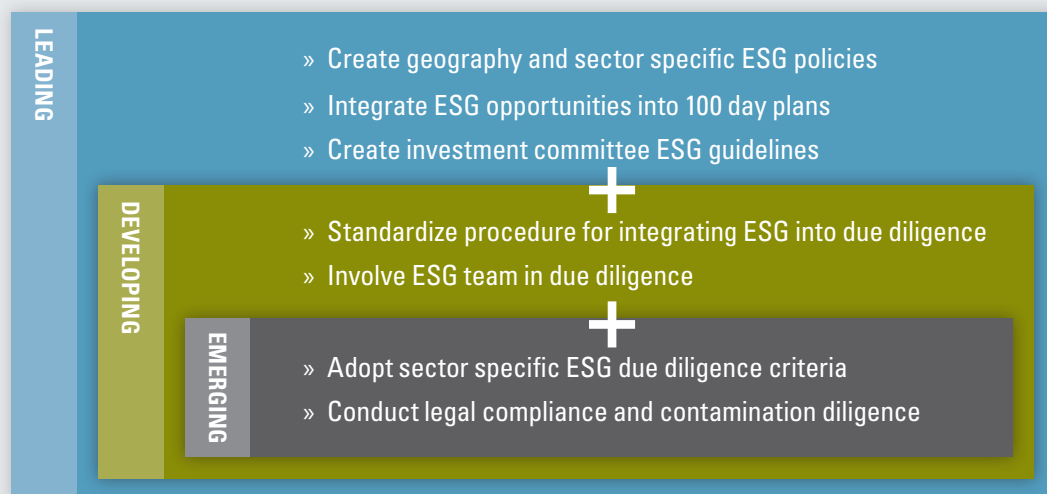 LEADING
» Create geography and sector specific ESG policies
» Integrate ESG opportunities into 100 day plans
» Create investment committee ESG guidelines
+
DEVELOPING
» Standardize procedure for integrating ESG into due diligence
» Involve ESG team in due diligence
+
EMERGING
» Adopt sector specific ESG due diligence criteria
» Conduct legal compliance and contamination diligence